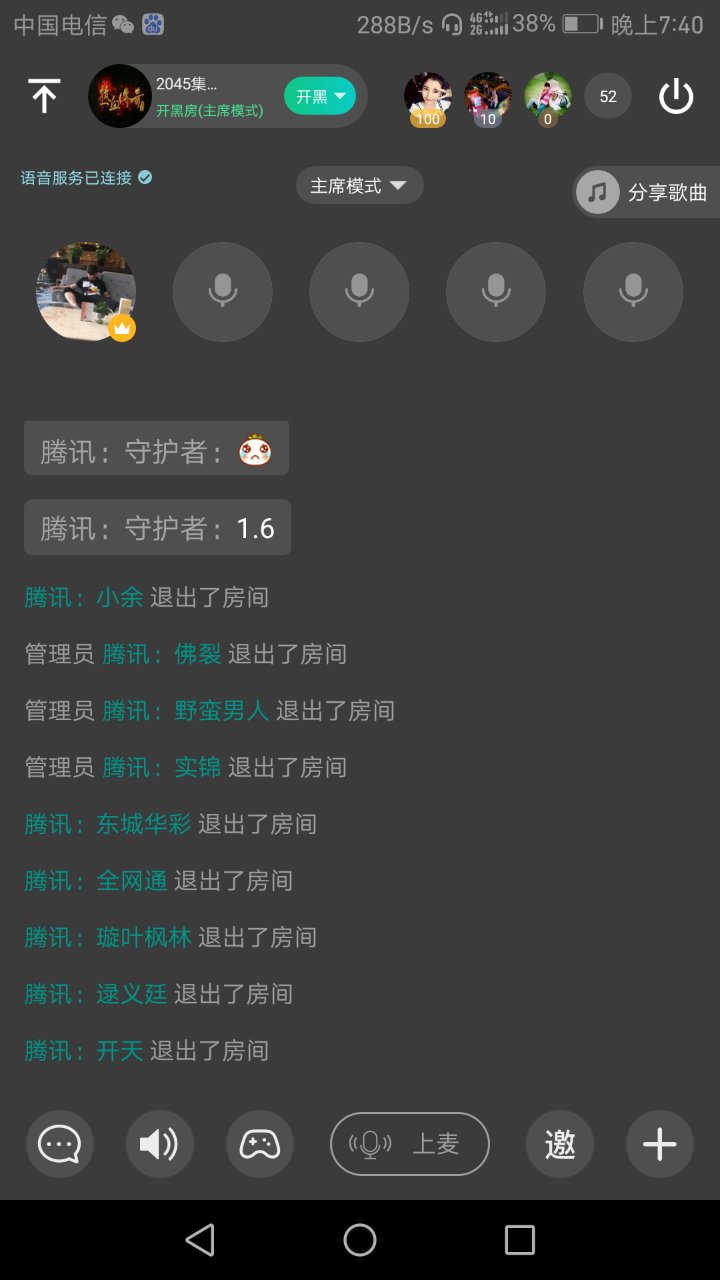 中国电信 288B/s 4G 2G 38% 晚上7:40
2045集...
开黑房(主席模式)
开黑
100 10 0 52
语音服务已连接
主席模式
分享歌曲
腾讯：守护者：
腾讯：守护者：1.6
腾讯：小余 退出了房间
管理员 腾讯：佛裂 退出了房间
管理员 腾讯：野蛮男人 退出了房间
管理员 腾讯：实锦 退出了房间
腾讯：东城华彩 退出了房间
腾讯：全网通 退出了房间
腾讯：璇叶枫林 退出了房间
腾讯：逯义廷 退出了房间
腾讯：开天 退出了房间
上麦
邀